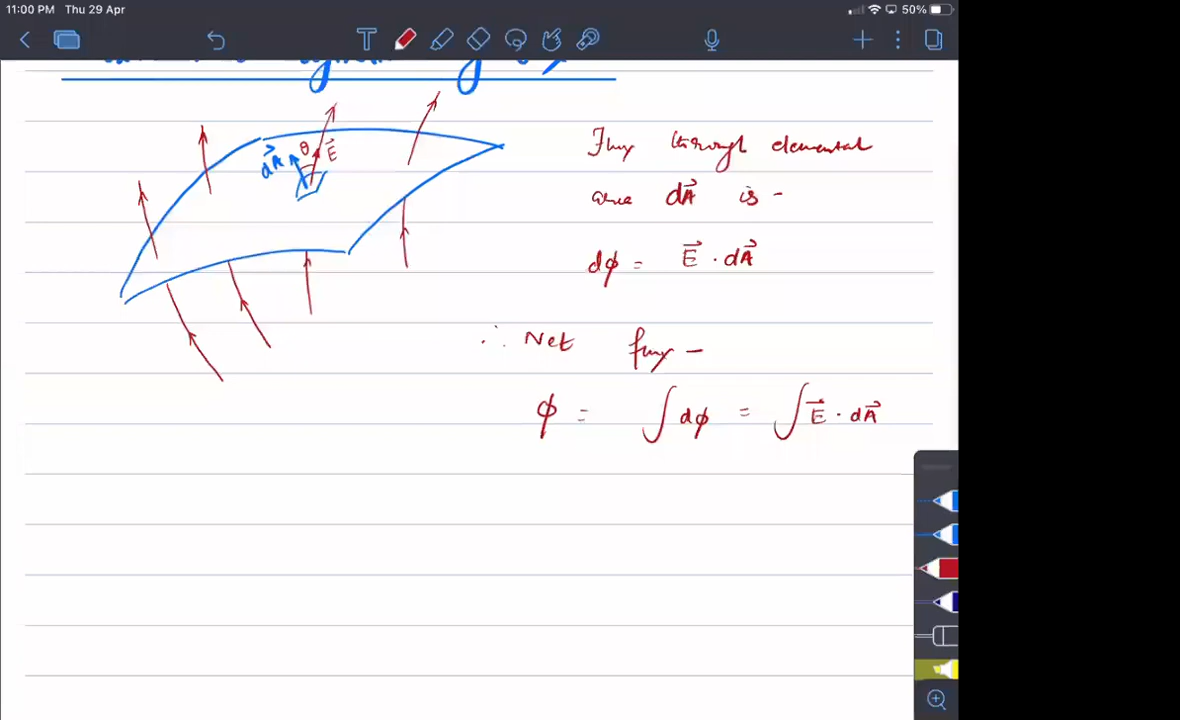 11:00 PM Thu 29 Apr
50%
T
dA⃗ θ E⃗
Flux through elemental
area dA⃗ is -
dϕ = E⃗ · dA⃗
∴ Net flux -
ϕ = ∫ dϕ = ∫ E⃗ · dA⃗